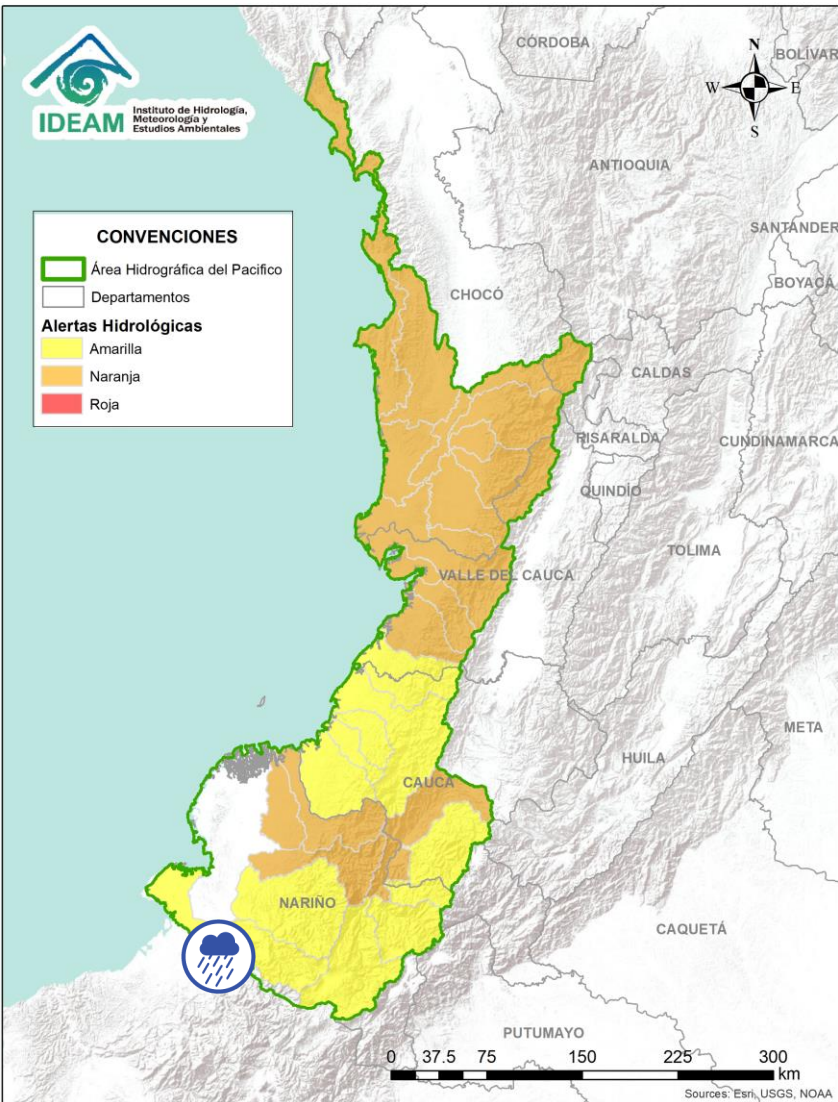 IDEAM
Instituto de Hidrología,
Meteorología y
Estudios Ambientales
CÓRDOBA
BOLIVAR
N
W
E
S
ANTIOQUIA
SANTANDER
BOYACÁ
CONVENCIONES
Área Hidrográfica del Pacifico
Departamentos
Alertas Hidrológicas
Amarilla
Naranja
Roja
CHOCÓ
CALDAS
RISARALDA
CUNDINAMARCA
QUINDÍO
TOLIMA
VALLE DEL CAUCA
META
HUILA
CAUCA
NARIÑO
CAQUETÁ
PUTUMAYO
0 37.5 75 150 225 300
km
Sources: Esri, USGS, NOAA